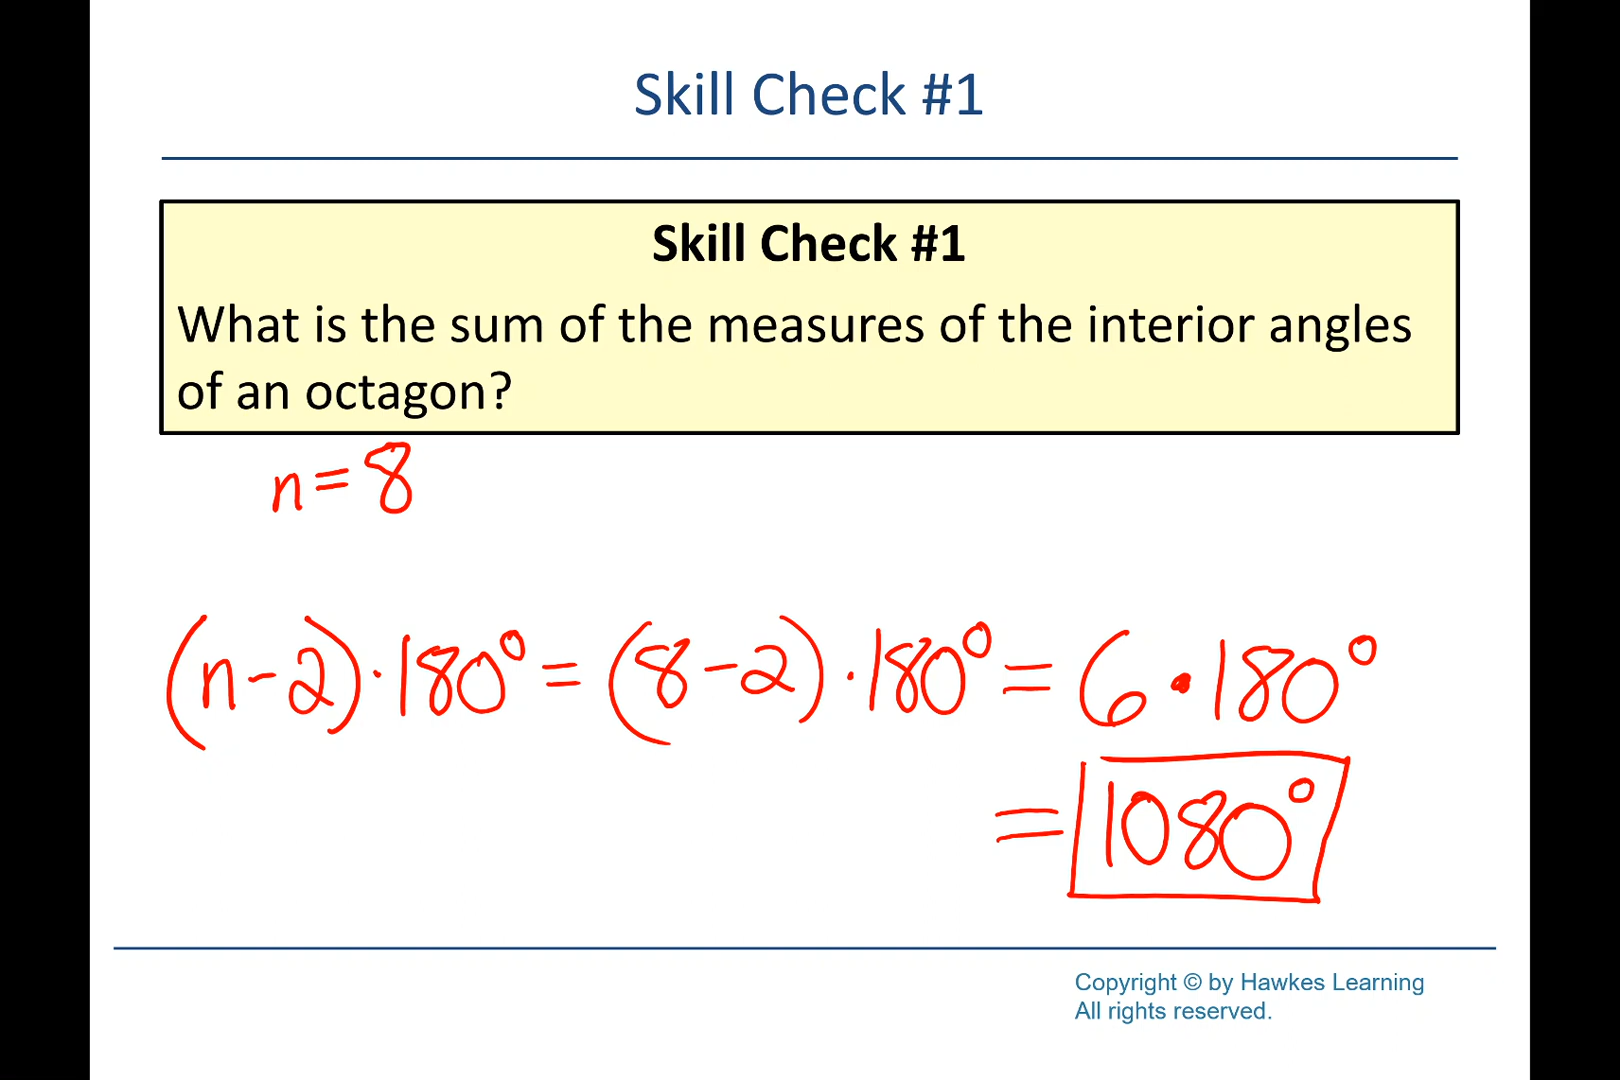 Skill Check #1
Skill Check #1
What is the sum of the measures of the interior angles
of an octagon?
n = 8
(n - 2) · 180° = (8 - 2) · 180° = 6 · 180°
= 1080°
Copyright © by Hawkes Learning
All rights reserved.